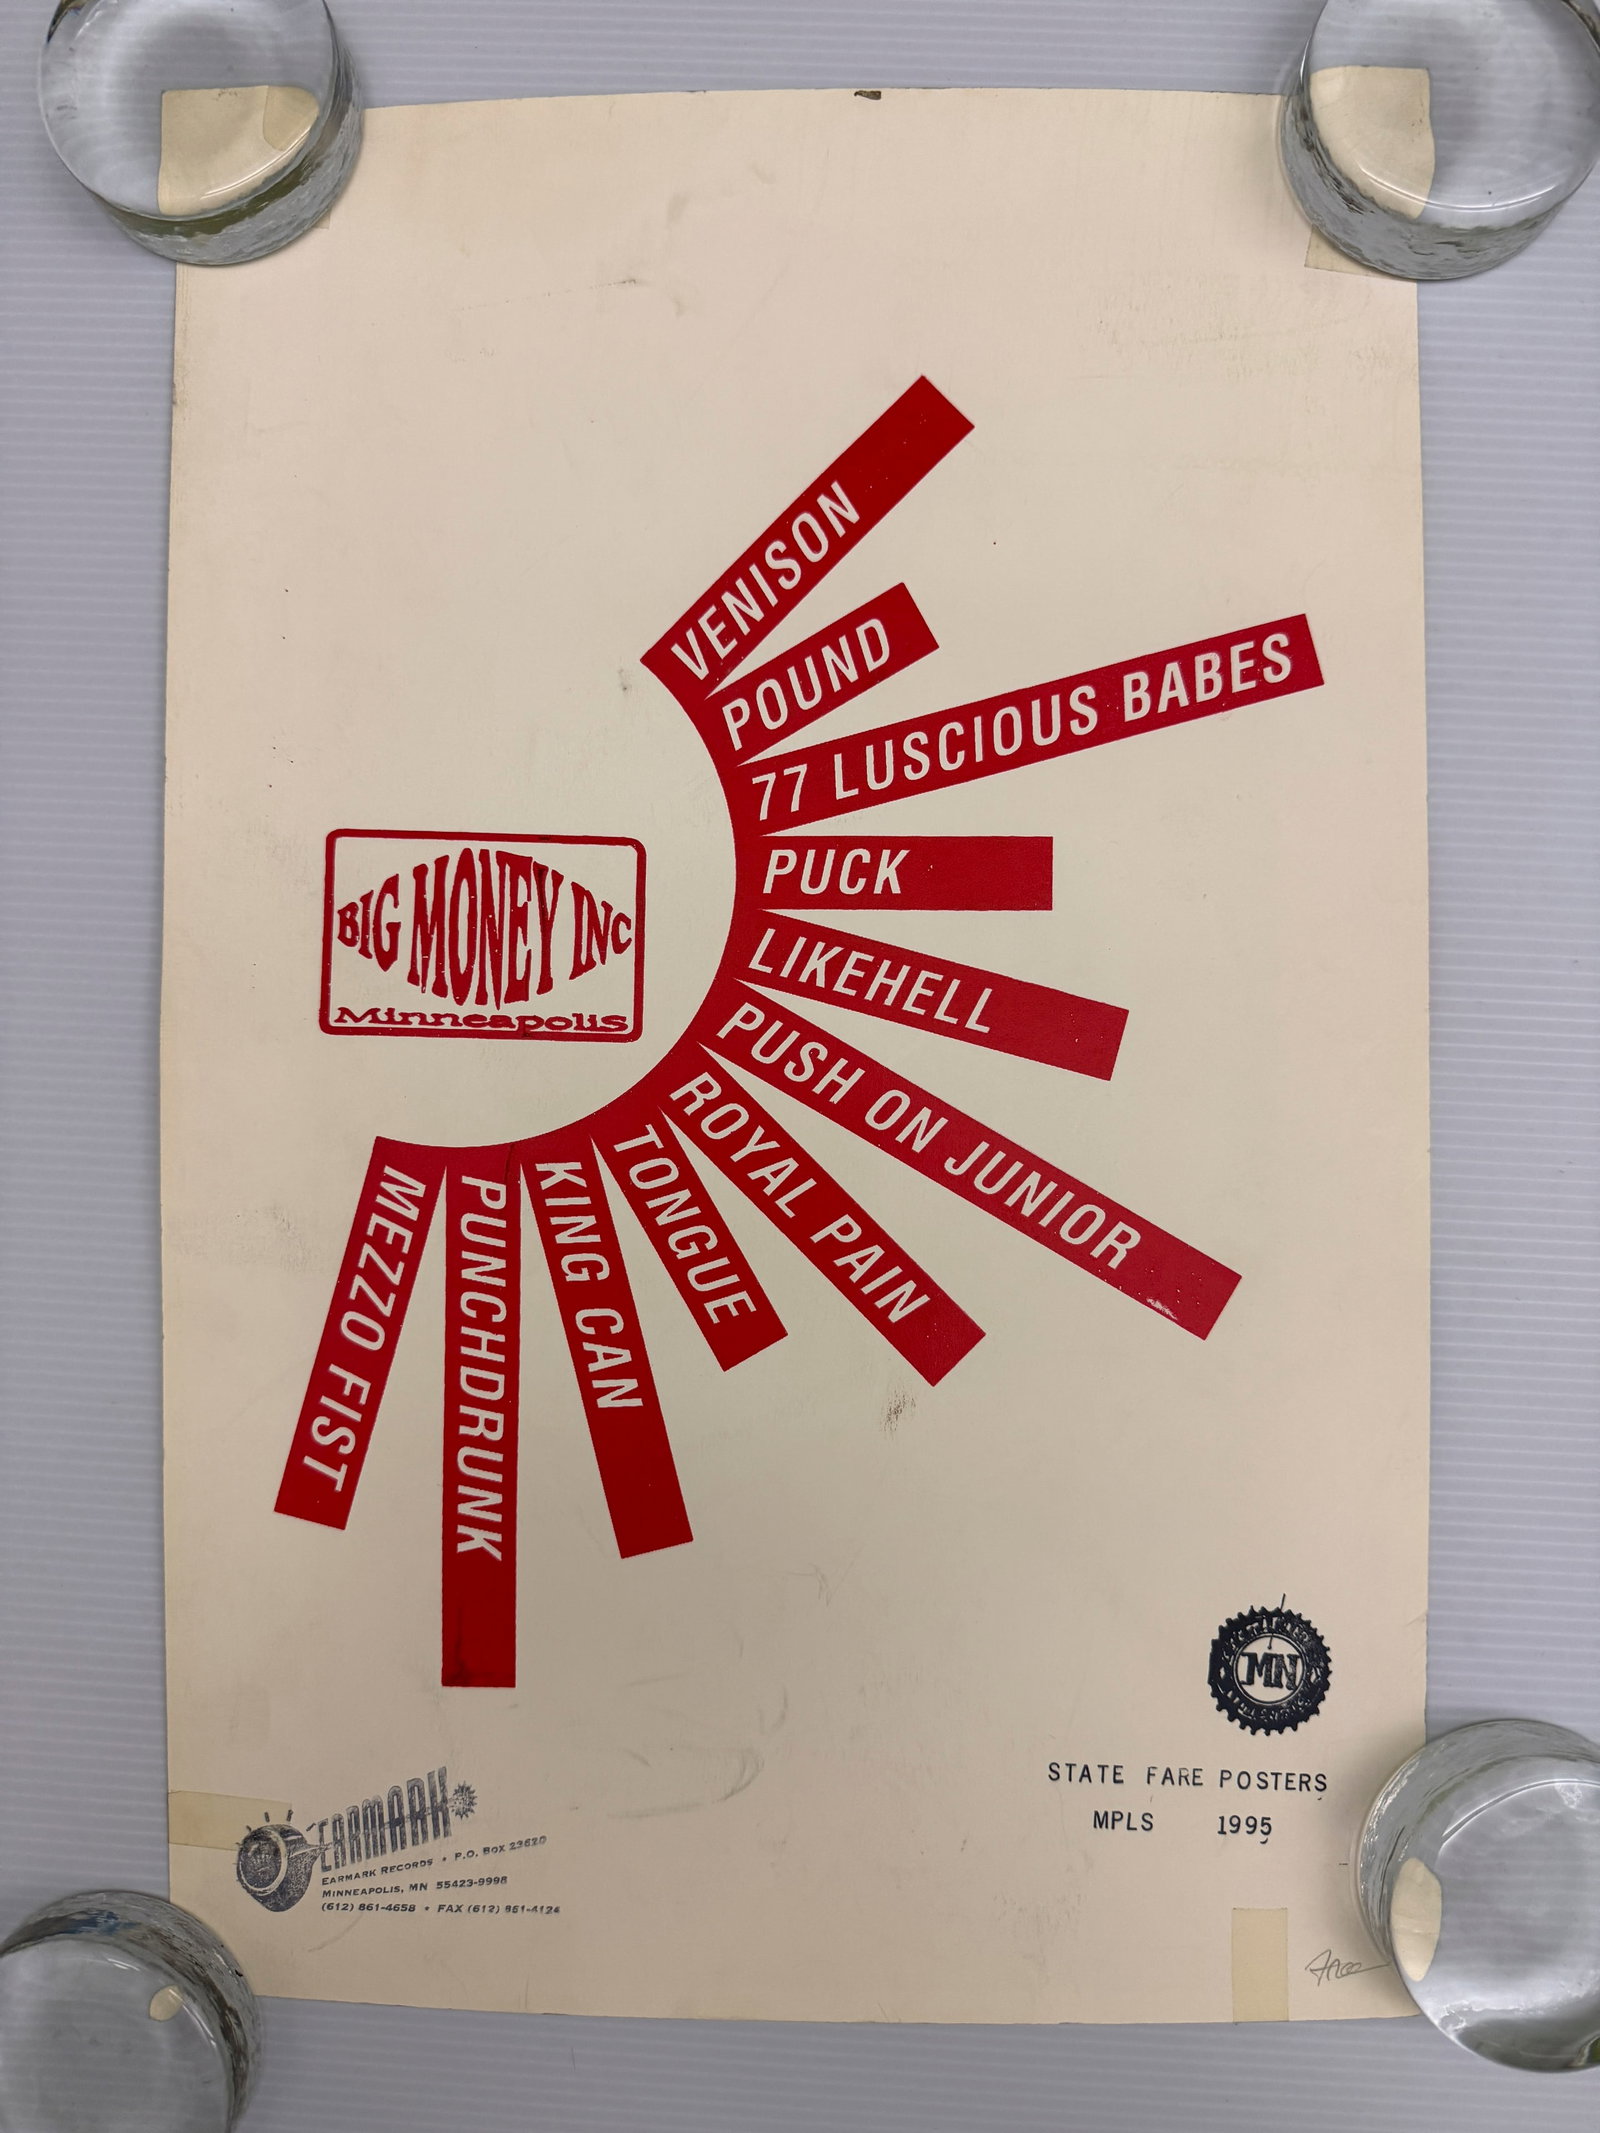 VENISON
POUND
77 LUSCIOUS BABES
PUCK
LIKEHELL
PUSH ON JUNIOR
ROYAL PAIN
TONGUE
KING CAN
PUNCHDRUNK
MEZZO FIST
BIG MONEY INC
Minneapolis
MN
STATE FARE POSTERS
MPLS 1995
EARMARK
EARMARK RECORDS • P.O. BOX 23620
MINNEAPOLIS, MN 55423-9998
(612) 861-4658 • FAX (612) 861-4124